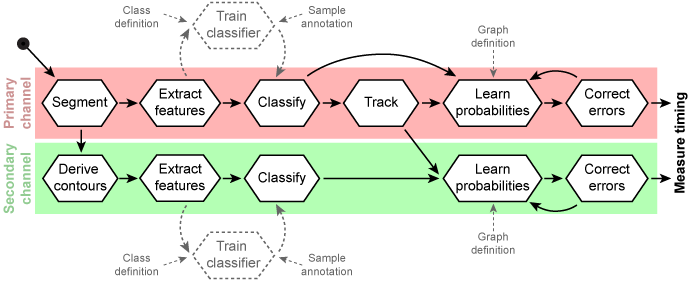 Class
definition
Train
classifier
Sample
annotation
Graph
definition
Primary
channel
Segment
Extract
features
Classify
Track
Learn
probabilities
Correct
errors
Measure timing
Secondary
channel
Derive
contours
Extract
features
Classify
Learn
probabilities
Correct
errors
Class
definition
Train
classifier
Sample
annotation
Graph
definition